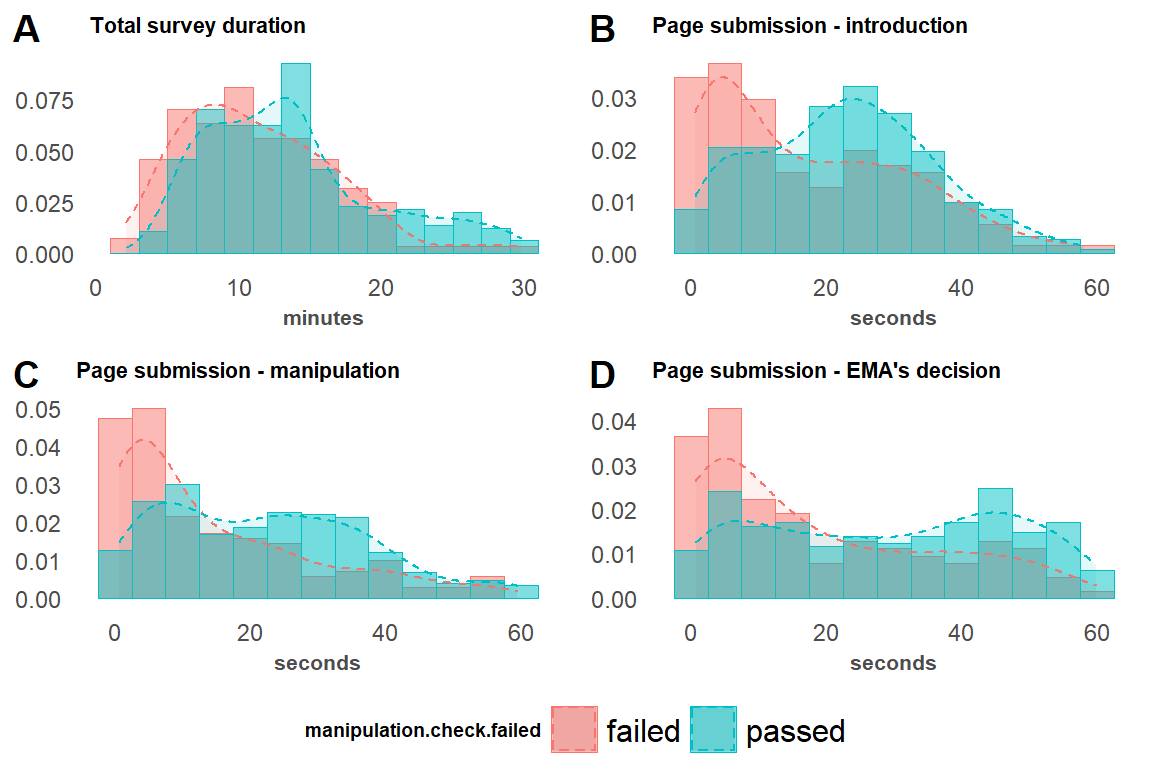 A Total survey duration
0.075
0.050
0.025
0.000
0 10 20 30
minutes
B Page submission - introduction
0.03
0.02
0.01
0.00
0 20 40 60
seconds
C Page submission - manipulation
0.05
0.04
0.03
0.02
0.01
0.00
0 20 40 60
seconds
D Page submission - EMA's decision
0.04
0.03
0.02
0.01
0.00
0 20 40 60
seconds
manipulation.check.failed failed passed